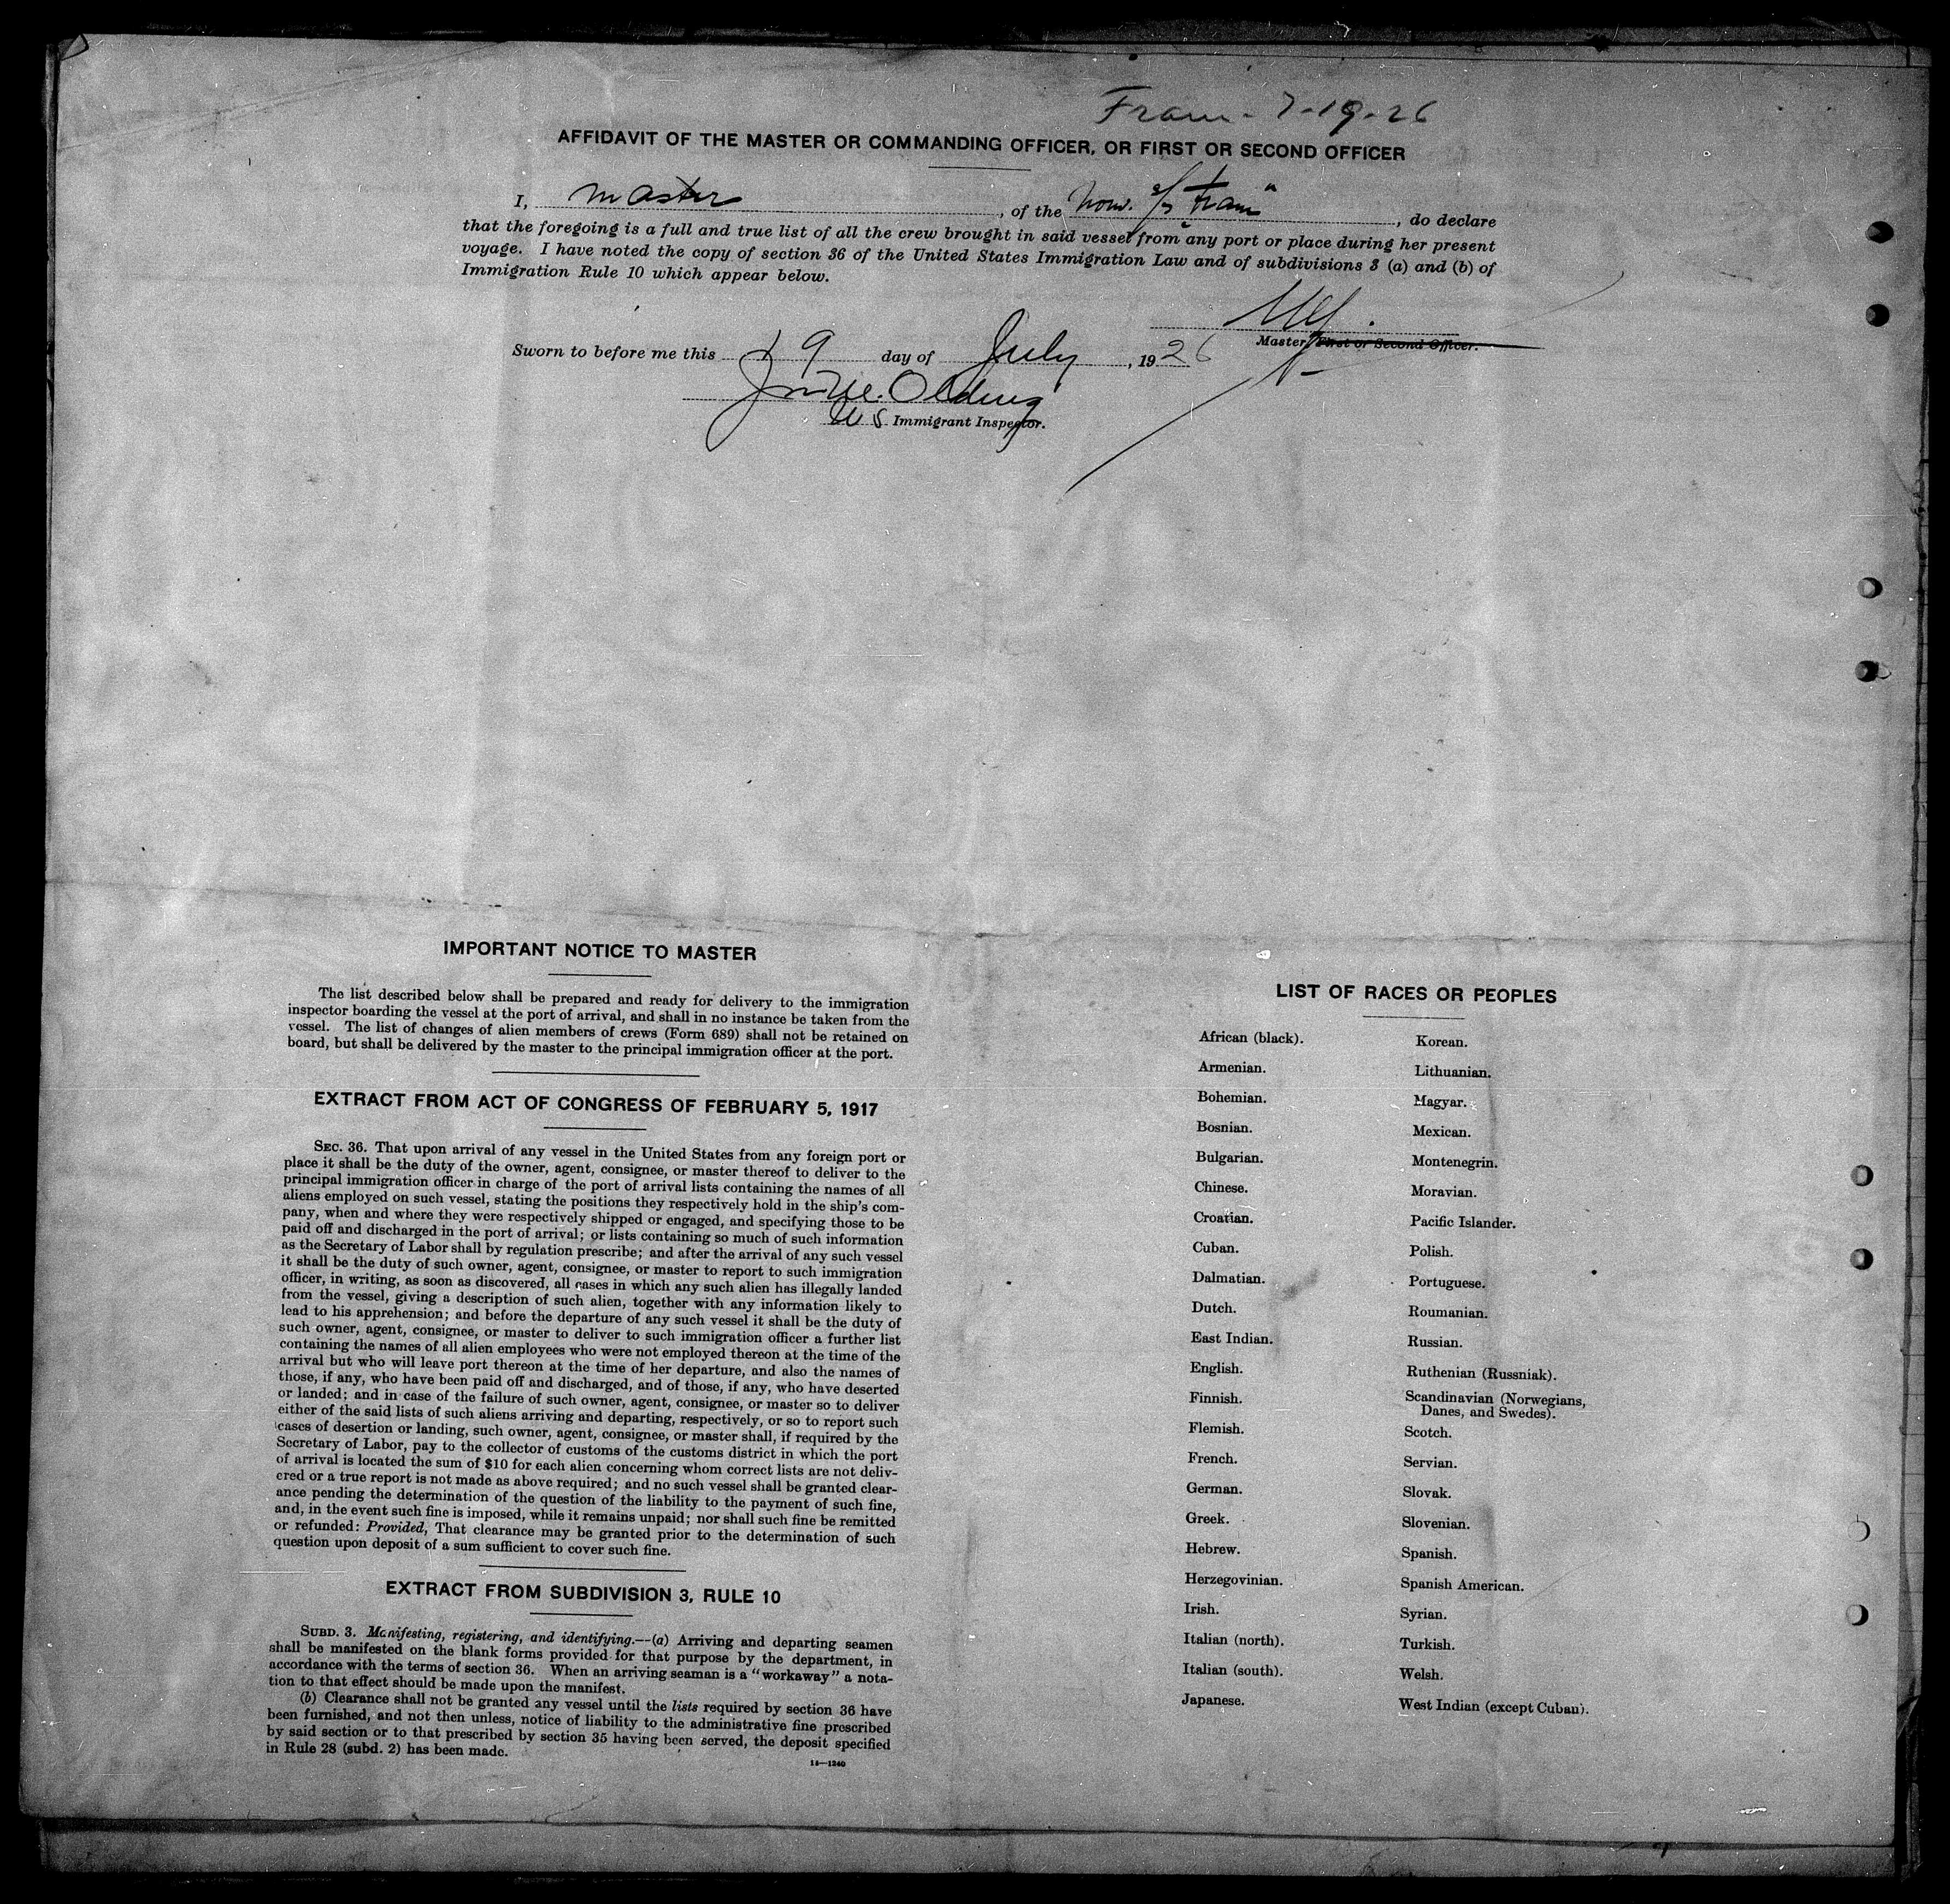 Fram - 7-19-26
AFFIDAVIT OF THE MASTER OR COMMANDING OFFICER, OR FIRST OR SECOND OFFICER
I, master, of the Norw. s/s "Fram", do declare
that the foregoing is a full and true list of all the crew brought in said vessel from any port or place during her present
voyage. I have noted the copy of section 36 of the United States Immigration Law and of subdivisions 3 (a) and (b) of
Immigration Rule 10 which appear below.
Master, First or Second Officer.
Sworn to before me this 19 day of July, 1926
Olding
U S Immigrant Inspector.
IMPORTANT NOTICE TO MASTER
The list described below shall be prepared and ready for delivery to the immigration
inspector boarding the vessel at the port of arrival, and shall in no instance be taken from the
vessel. The list of changes of alien members of crews (Form 689) shall not be retained on
board, but shall be delivered by the master to the principal immigration officer at the port.
EXTRACT FROM ACT OF CONGRESS OF FEBRUARY 5, 1917
SEC. 36. That upon arrival of any vessel in the United States from any foreign port or
place it shall be the duty of the owner, agent, consignee, or master thereof to deliver to the
principal immigration officer in charge of the port of arrival lists containing the names of all
aliens employed on such vessel, stating the positions they respectively hold in the ship's com-
pany, when and where they were respectively shipped or engaged, and specifying those to be
paid off and discharged in the port of arrival; or lists containing so much of such information
as the Secretary of Labor shall by regulation prescribe; and after the arrival of any such vessel
it shall be the duty of such owner, agent, consignee, or master to report to such immigration
officer, in writing, as soon as discovered, all cases in which any such alien has illegally landed
from the vessel, giving a description of such alien, together with any information likely to
lead to his apprehension; and before the departure of any such vessel it shall be the duty of
such owner, agent, consignee, or master to deliver to such immigration officer a further list
containing the names of all alien employees who were not employed thereon at the time of the
arrival but who will leave port thereon at the time of her departure, and also the names of
those, if any, who have been paid off and discharged, and of those, if any, who have deserted
or landed; and in case of the failure of such owner, agent, consignee, or master so to deliver
either of the said lists of such aliens arriving and departing, respectively, or so to report such
cases of desertion or landing, such owner, agent, consignee, or master shall, if required by the
Secretary of Labor, pay to the collector of customs of the customs district in which the port
of arrival is located the sum of $10 for each alien concerning whom correct lists are not deliv-
ered or a true report is not made as above required; and no such vessel shall be granted clear-
ance pending the determination of the question of the liability to the payment of such fine,
and, in the event such fine is imposed, while it remains unpaid; nor shall such fine be remitted
or refunded: Provided, That clearance may be granted prior to the determination of such
question upon deposit of a sum sufficient to cover such fine.
EXTRACT FROM SUBDIVISION 3, RULE 10
SUBD. 3. Manifesting, registering, and identifying.--(a) Arriving and departing seamen
shall be manifested on the blank forms provided for that purpose by the department, in
accordance with the terms of section 36. When an arriving seaman is a "workaway" a nota-
tion to that effect should be made upon the manifest.
(b) Clearance shall not be granted any vessel until the lists required by section 36 have
been furnished, and not then unless, notice of liability to the administrative fine prescribed
by said section or to that prescribed by section 35 having been served, the deposit specified
in Rule 28 (subd. 2) has been made.
14—1240
LIST OF RACES OR PEOPLES
African (black).
Armenian.
Bohemian.
Bosnian.
Bulgarian.
Chinese.
Croatian.
Cuban.
Dalmatian.
Dutch.
East Indian.
English.
Finnish.
Flemish.
French.
German.
Greek.
Hebrew.
Herzegovinian.
Irish.
Italian (north).
Italian (south).
Japanese.
Korean.
Lithuanian.
Magyar.
Mexican.
Montenegrin.
Moravian.
Pacific Islander.
Polish.
Portuguese.
Roumanian.
Russian.
Ruthenian (Russniak).
Scandinavian (Norwegians,
Danes, and Swedes).
Scotch.
Servian.
Slovak.
Slovenian.
Spanish.
Spanish American.
Syrian.
Turkish.
Welsh.
West Indian (except Cuban).